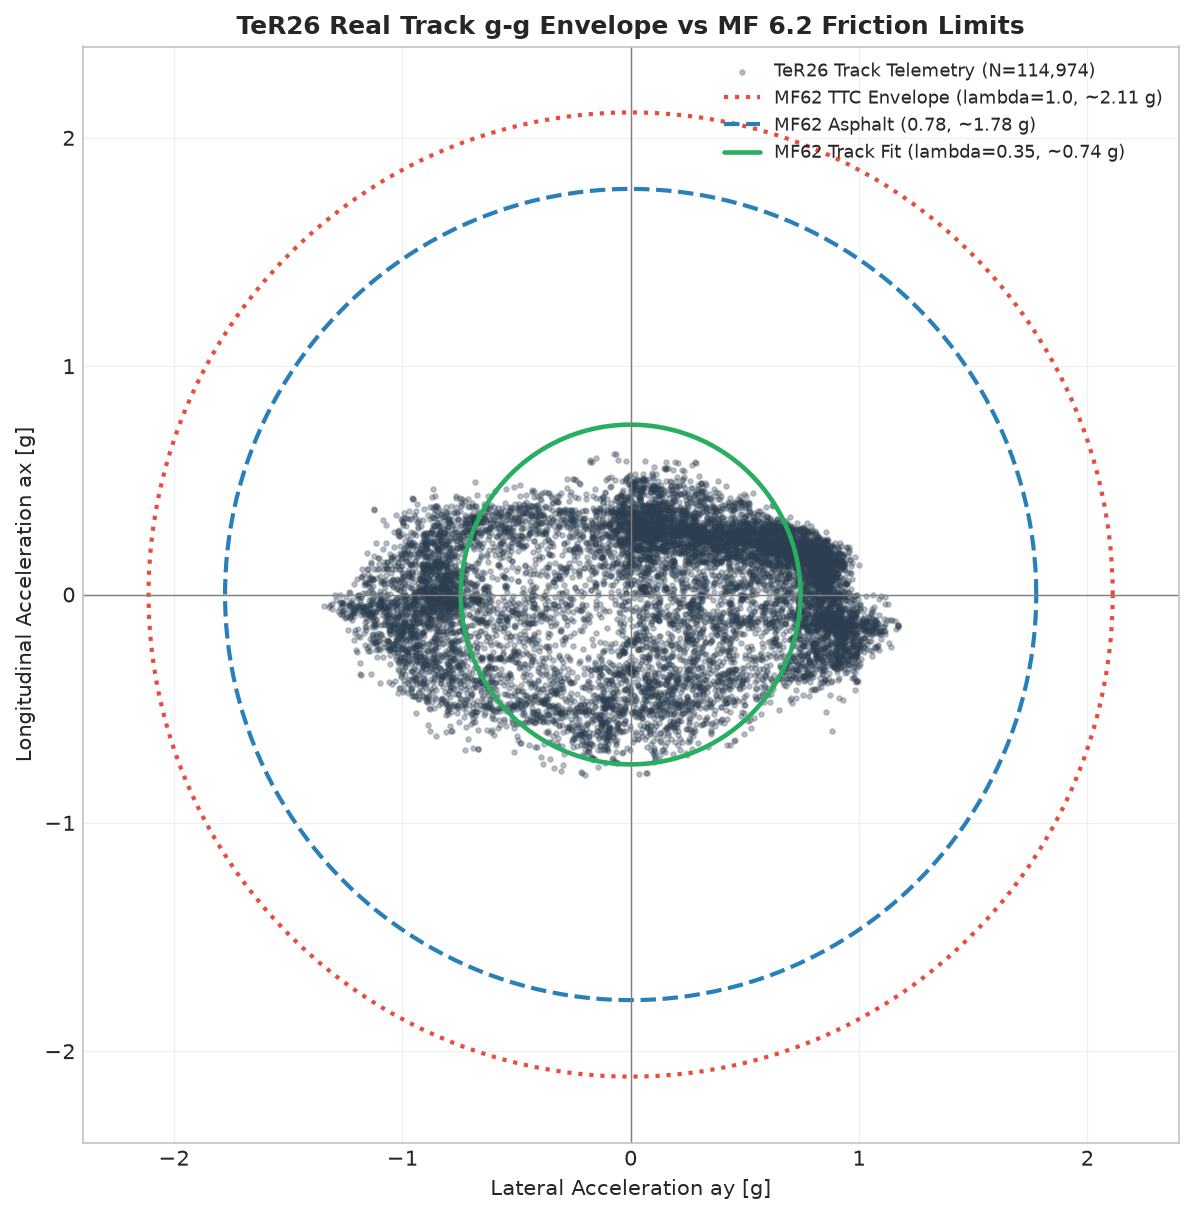 TeR26 Real Track g-g Envelope vs MF 6.2 Friction Limits
TeR26 Track Telemetry (N=114,974)
MF62 TTC Envelope (lambda=1.0, ~2.11 g)
MF62 Asphalt (0.78, ~1.78 g)
MF62 Track Fit (lambda=0.35, ~0.74 g)
2
1
0
−1
−2
Longitudinal Acceleration ax [g]
−2
−1
0
1
2
Lateral Acceleration ay [g]